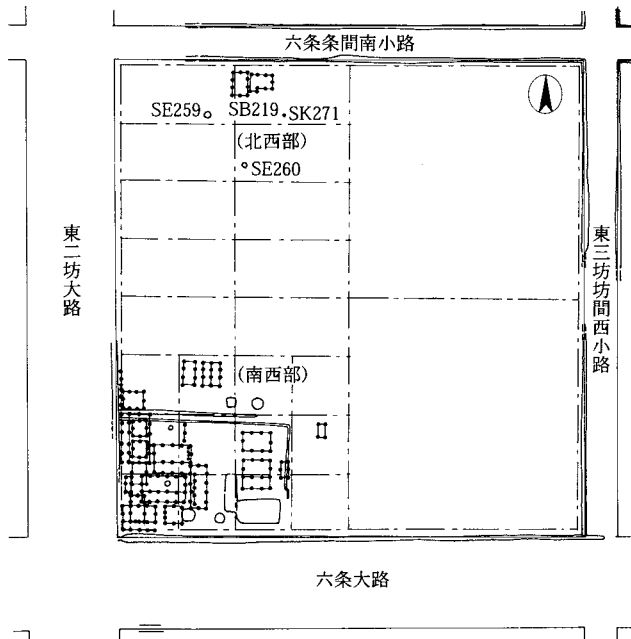 六条条間南小路
SE259 SB219 SK271
(北西部)
SE260
東二坊大路
東三坊坊間西小路
(南西部)
六条大路